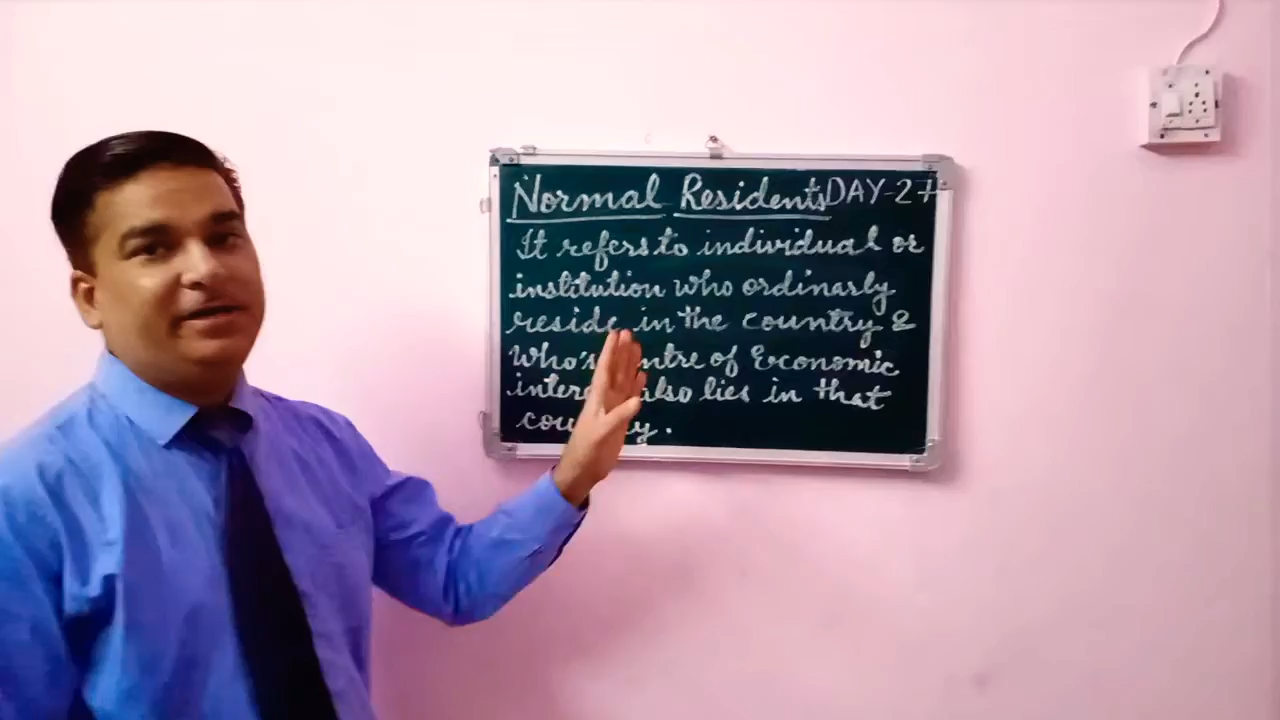 Normal Residents DAY-27
It refers to individual or
institution who ordinarly
reside in the country &
Who's of Economic
also lies in that
.